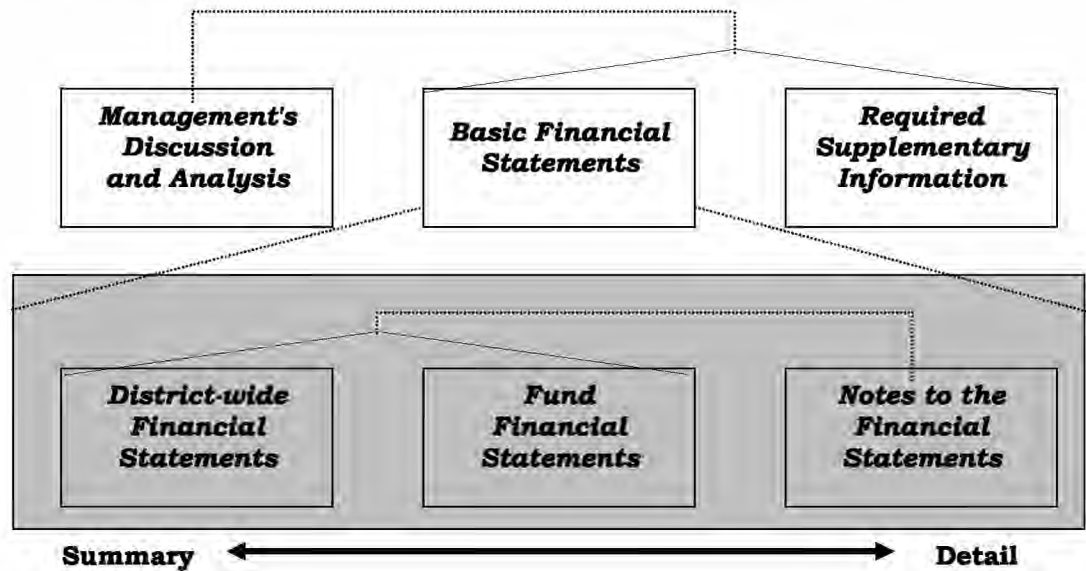 Management's
Discussion
and Analysis
Basic Financial
Statements
Required
Supplementary
Information
District-wide
Financial
Statements
Fund
Financial
Statements
Notes to the
Financial
Statements
Summary
Detail